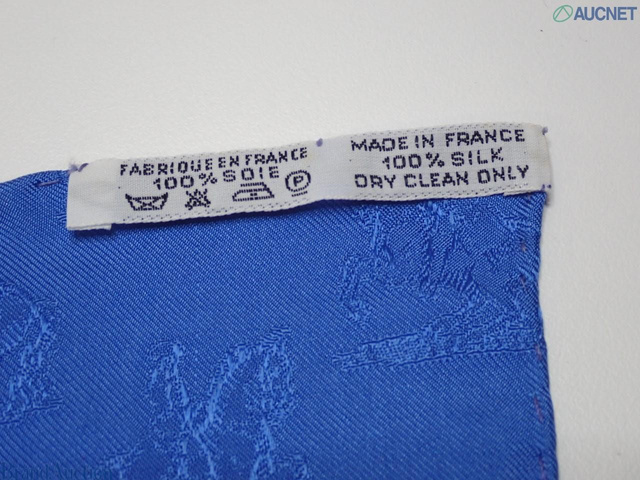 AUCNET
FABRIQUE EN FRANCE
100% SOIE
P
MADE IN FRANCE
100% SILK
DRY CLEAN ONLY